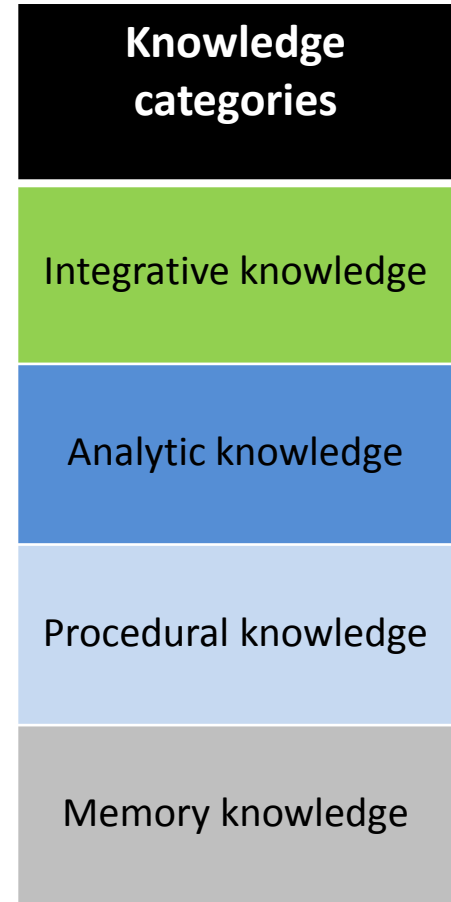 Knowledge
categories
Integrative knowledge
Analytic knowledge
Procedural knowledge
Memory knowledge